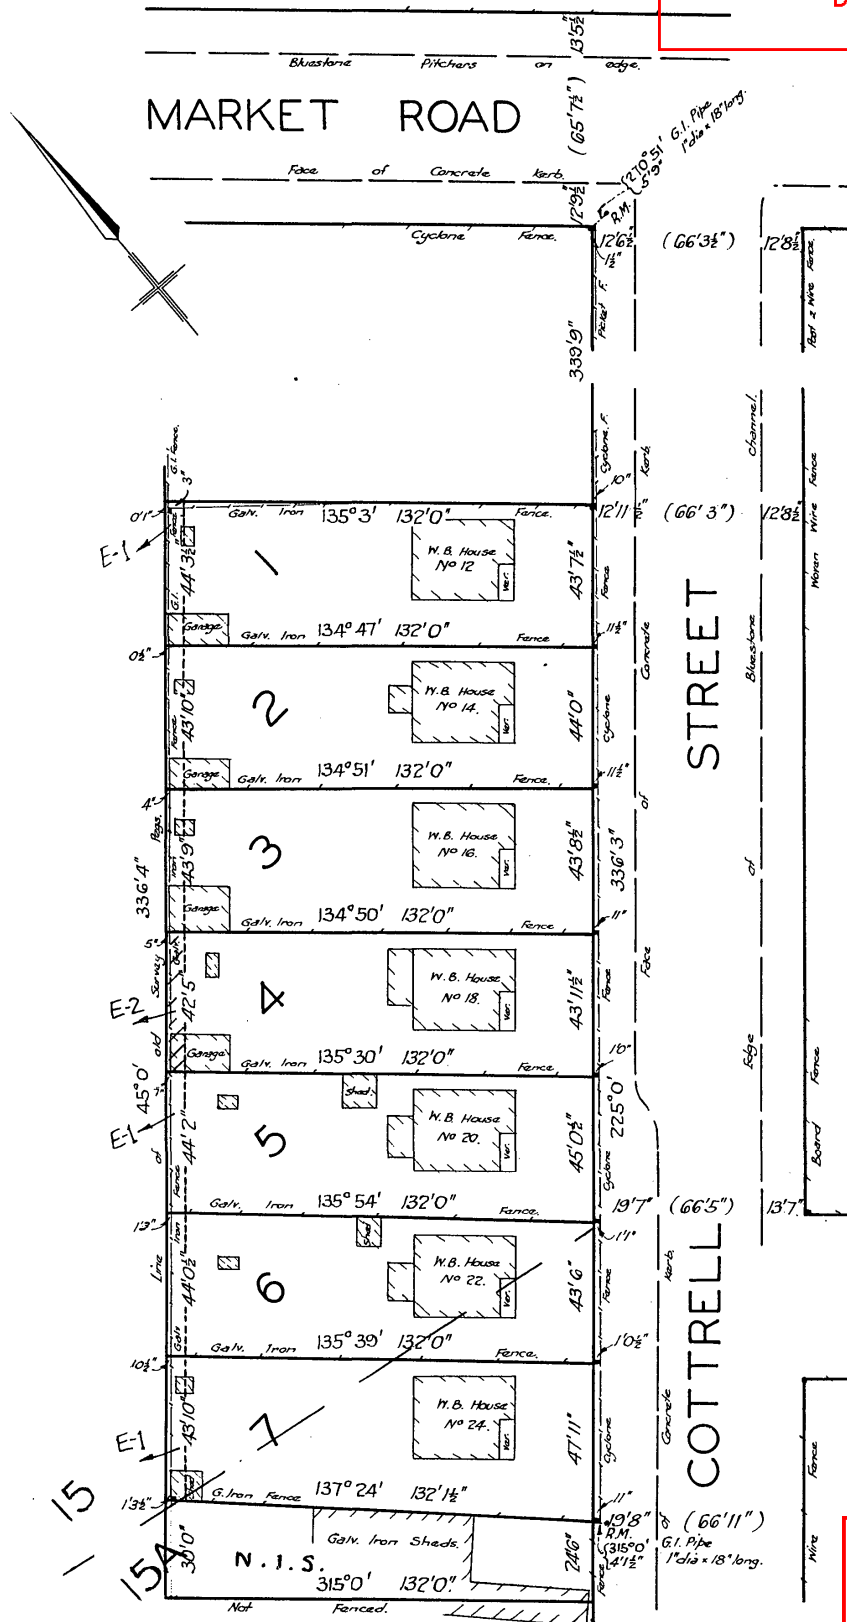 D
13'5½"
Bluestone Pitchers on edge.
MARKET ROAD
(65'7½")
Face of Concrete Kerb.
12'9½"
270°51' G.I. Pipe
5'9" 1"dia x 18"long.
R.M.
Cyclone Fence.
12'6½" (66'3½") 12'8½"
1½"
Picket F.
Post & Wire Fence.
339'9"
Cyclone F.
Kerb.
channel.
G.I. Fence.
3"
10"
0'1"
Galv. Iron 135°3' 132'0" Fence.
12'11½" (66'3") 12'8½"
E-1
Fence
G.I.
44'3½"
1
W.B. House
No 12
Ver.
43'7½"
Fence
Woven Wire Fence
Garage
Galv. Iron 134°47' 132'0" Fence
11½"
Concrete
Bluestone
STREET
0½"
43'10"
Fence
2
W.B. House
No 14.
Ver.
44'0"
Cyclone
Garage
Galv. Iron 134°51' 132'0" Fence.
11½"
of
4"
Pegs.
43'9"
Iron
3
W.B. House
No 16.
Ver.
43'8½"
336'3"
336'4"
Garage
Galv. Iron 134°50' 132'0" Fence
11"
of
5"
Galv.
Survey
42'5"
E-2
4
W.B. House
No 18.
Ver.
43'11½"
Fence
Face
Garage
Galv. Iron 135°30' 132'0" Fence.
10"
Edge
Fence
old
45°0'
7"
E-1
44'2"
Shed.
5
W.B. House
No 20.
Ver.
45'0½"
225°0'
Cyclone
Board
of
Fence
Galv. Iron 135°54' 132'0" Fence.
19'7" (66'5") 13'7"
1'3"
Iron
Shed
1'1"
Line
44'0½"
6
W.B. House
No 22.
Ver.
43'6"
Fence
Kerb.
COTTRELL
Galv.
Galv. Iron 135°39' 132'0" Fence.
1'0½"
10½"
43'10"
E-1
7
W.B. House
No 24.
Ver.
47'11"
Cyclone
Concrete
Fence
15
1'3½"
G. Iron Fence 137°24' 132'1½"
11"
19'8" of (66'11")
R.M.
315°0' G.I. Pipe
4'1½" 1"dia x 18"long.
15A
30'0"
N.I.S.
Galv. Iron Sheds.
24'6"
Fence
Wire
315°0' 132'0".
Not Fenced.